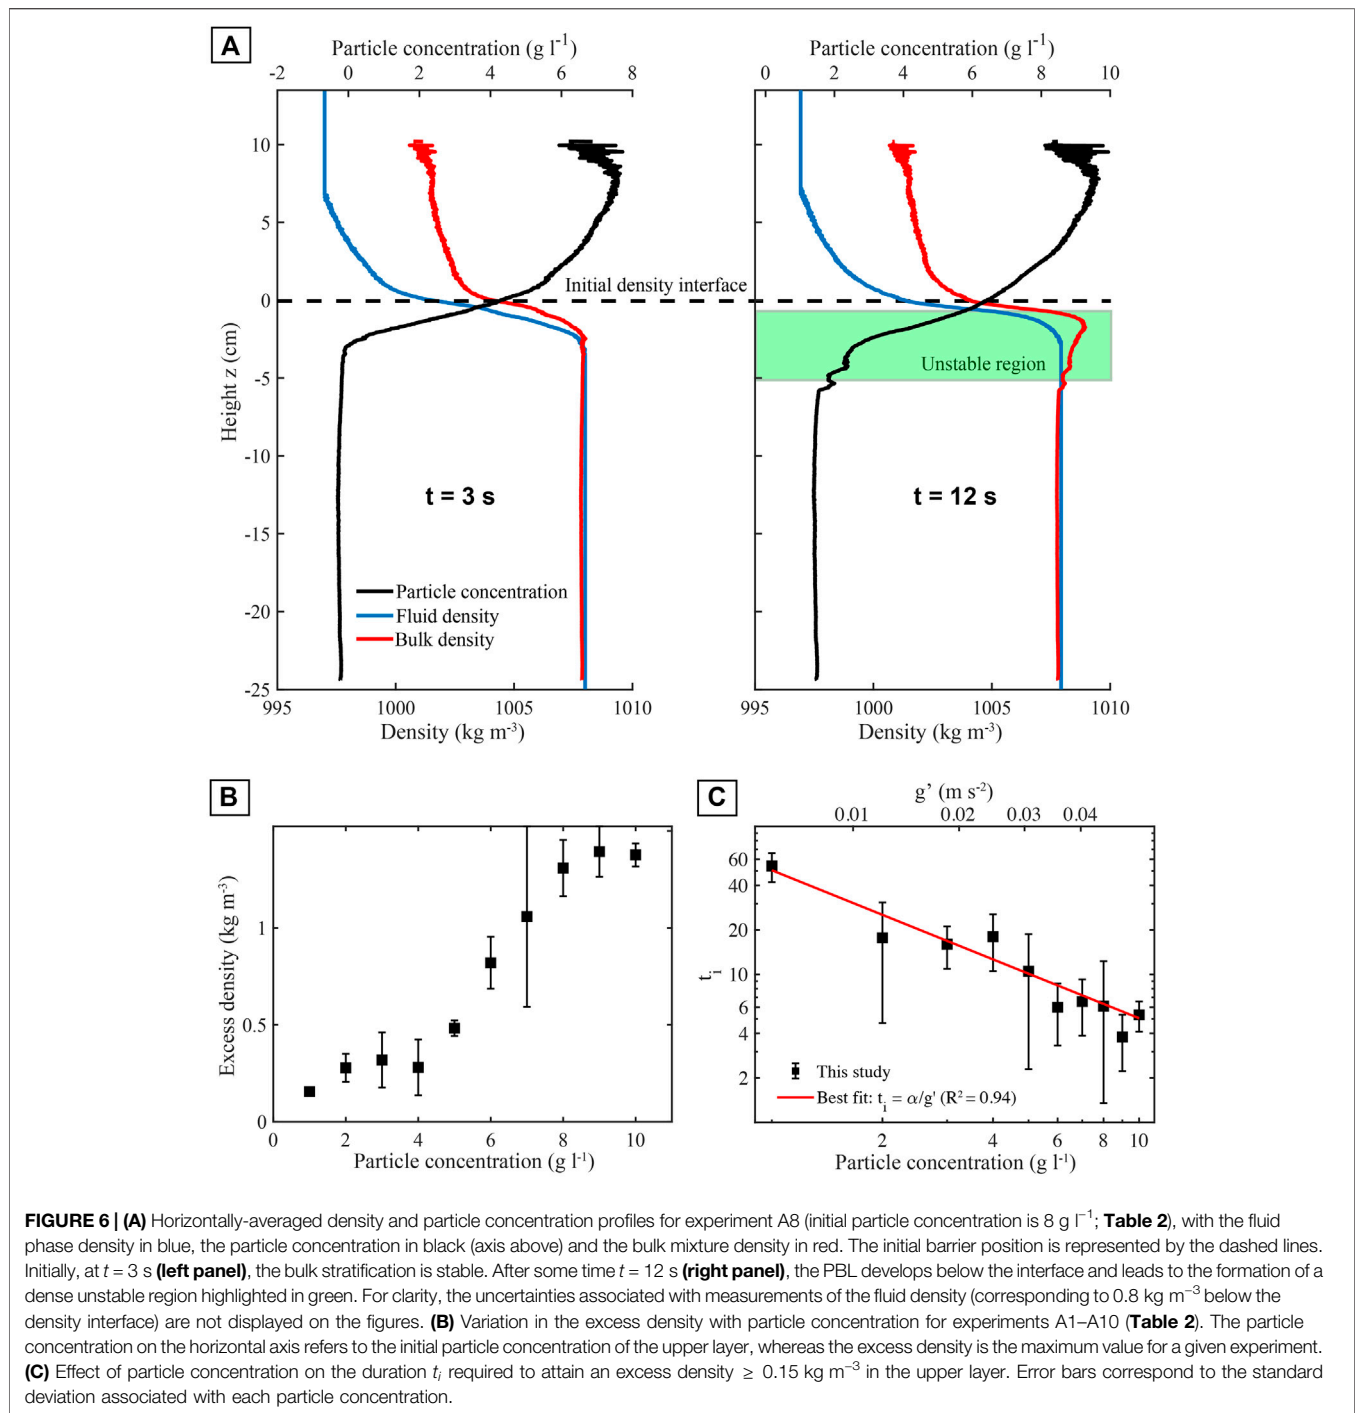 A
Particle concentration (g l-1)
-2 0 2 4 6 8
Particle concentration (g l-1)
0 2 4 6 8 10
10
5
0
-5
-10
-15
-20
-25
Height z (cm)
Initial density interface
Unstable region
t = 3 s
t = 12 s
Particle concentration
Fluid density
Bulk density
995 1000 1005 1010
Density (kg m-3)
995 1000 1005 1010
Density (kg m-3)
B
Excess density (kg m-3)
1
0.5
0
0 2 4 6 8 10
Particle concentration (g l-1)
C
g' (m s-2)
0.01 0.02 0.03 0.04
ti
60
40
20
10
6
4
2
This study
Best fit: ti = α/g' (R2 = 0.94)
2 4 6 8 10
Particle concentration (g l-1)
FIGURE 6 | (A) Horizontally-averaged density and particle concentration profiles for experiment A8 (initial particle concentration is 8 g l−1; Table 2), with the fluid
phase density in blue, the particle concentration in black (axis above) and the bulk mixture density in red. The initial barrier position is represented by the dashed lines.
Initially, at t = 3 s (left panel), the bulk stratification is stable. After some time t = 12 s (right panel), the PBL develops below the interface and leads to the formation of a
dense unstable region highlighted in green. For clarity, the uncertainties associated with measurements of the fluid density (corresponding to 0.8 kg m−3 below the
density interface) are not displayed on the figures. (B) Variation in the excess density with particle concentration for experiments A1–A10 (Table 2). The particle
concentration on the horizontal axis refers to the initial particle concentration of the upper layer, whereas the excess density is the maximum value for a given experiment.
(C) Effect of particle concentration on the duration ti required to attain an excess density ≥ 0.15 kg m−3 in the upper layer. Error bars correspond to the standard
deviation associated with each particle concentration.